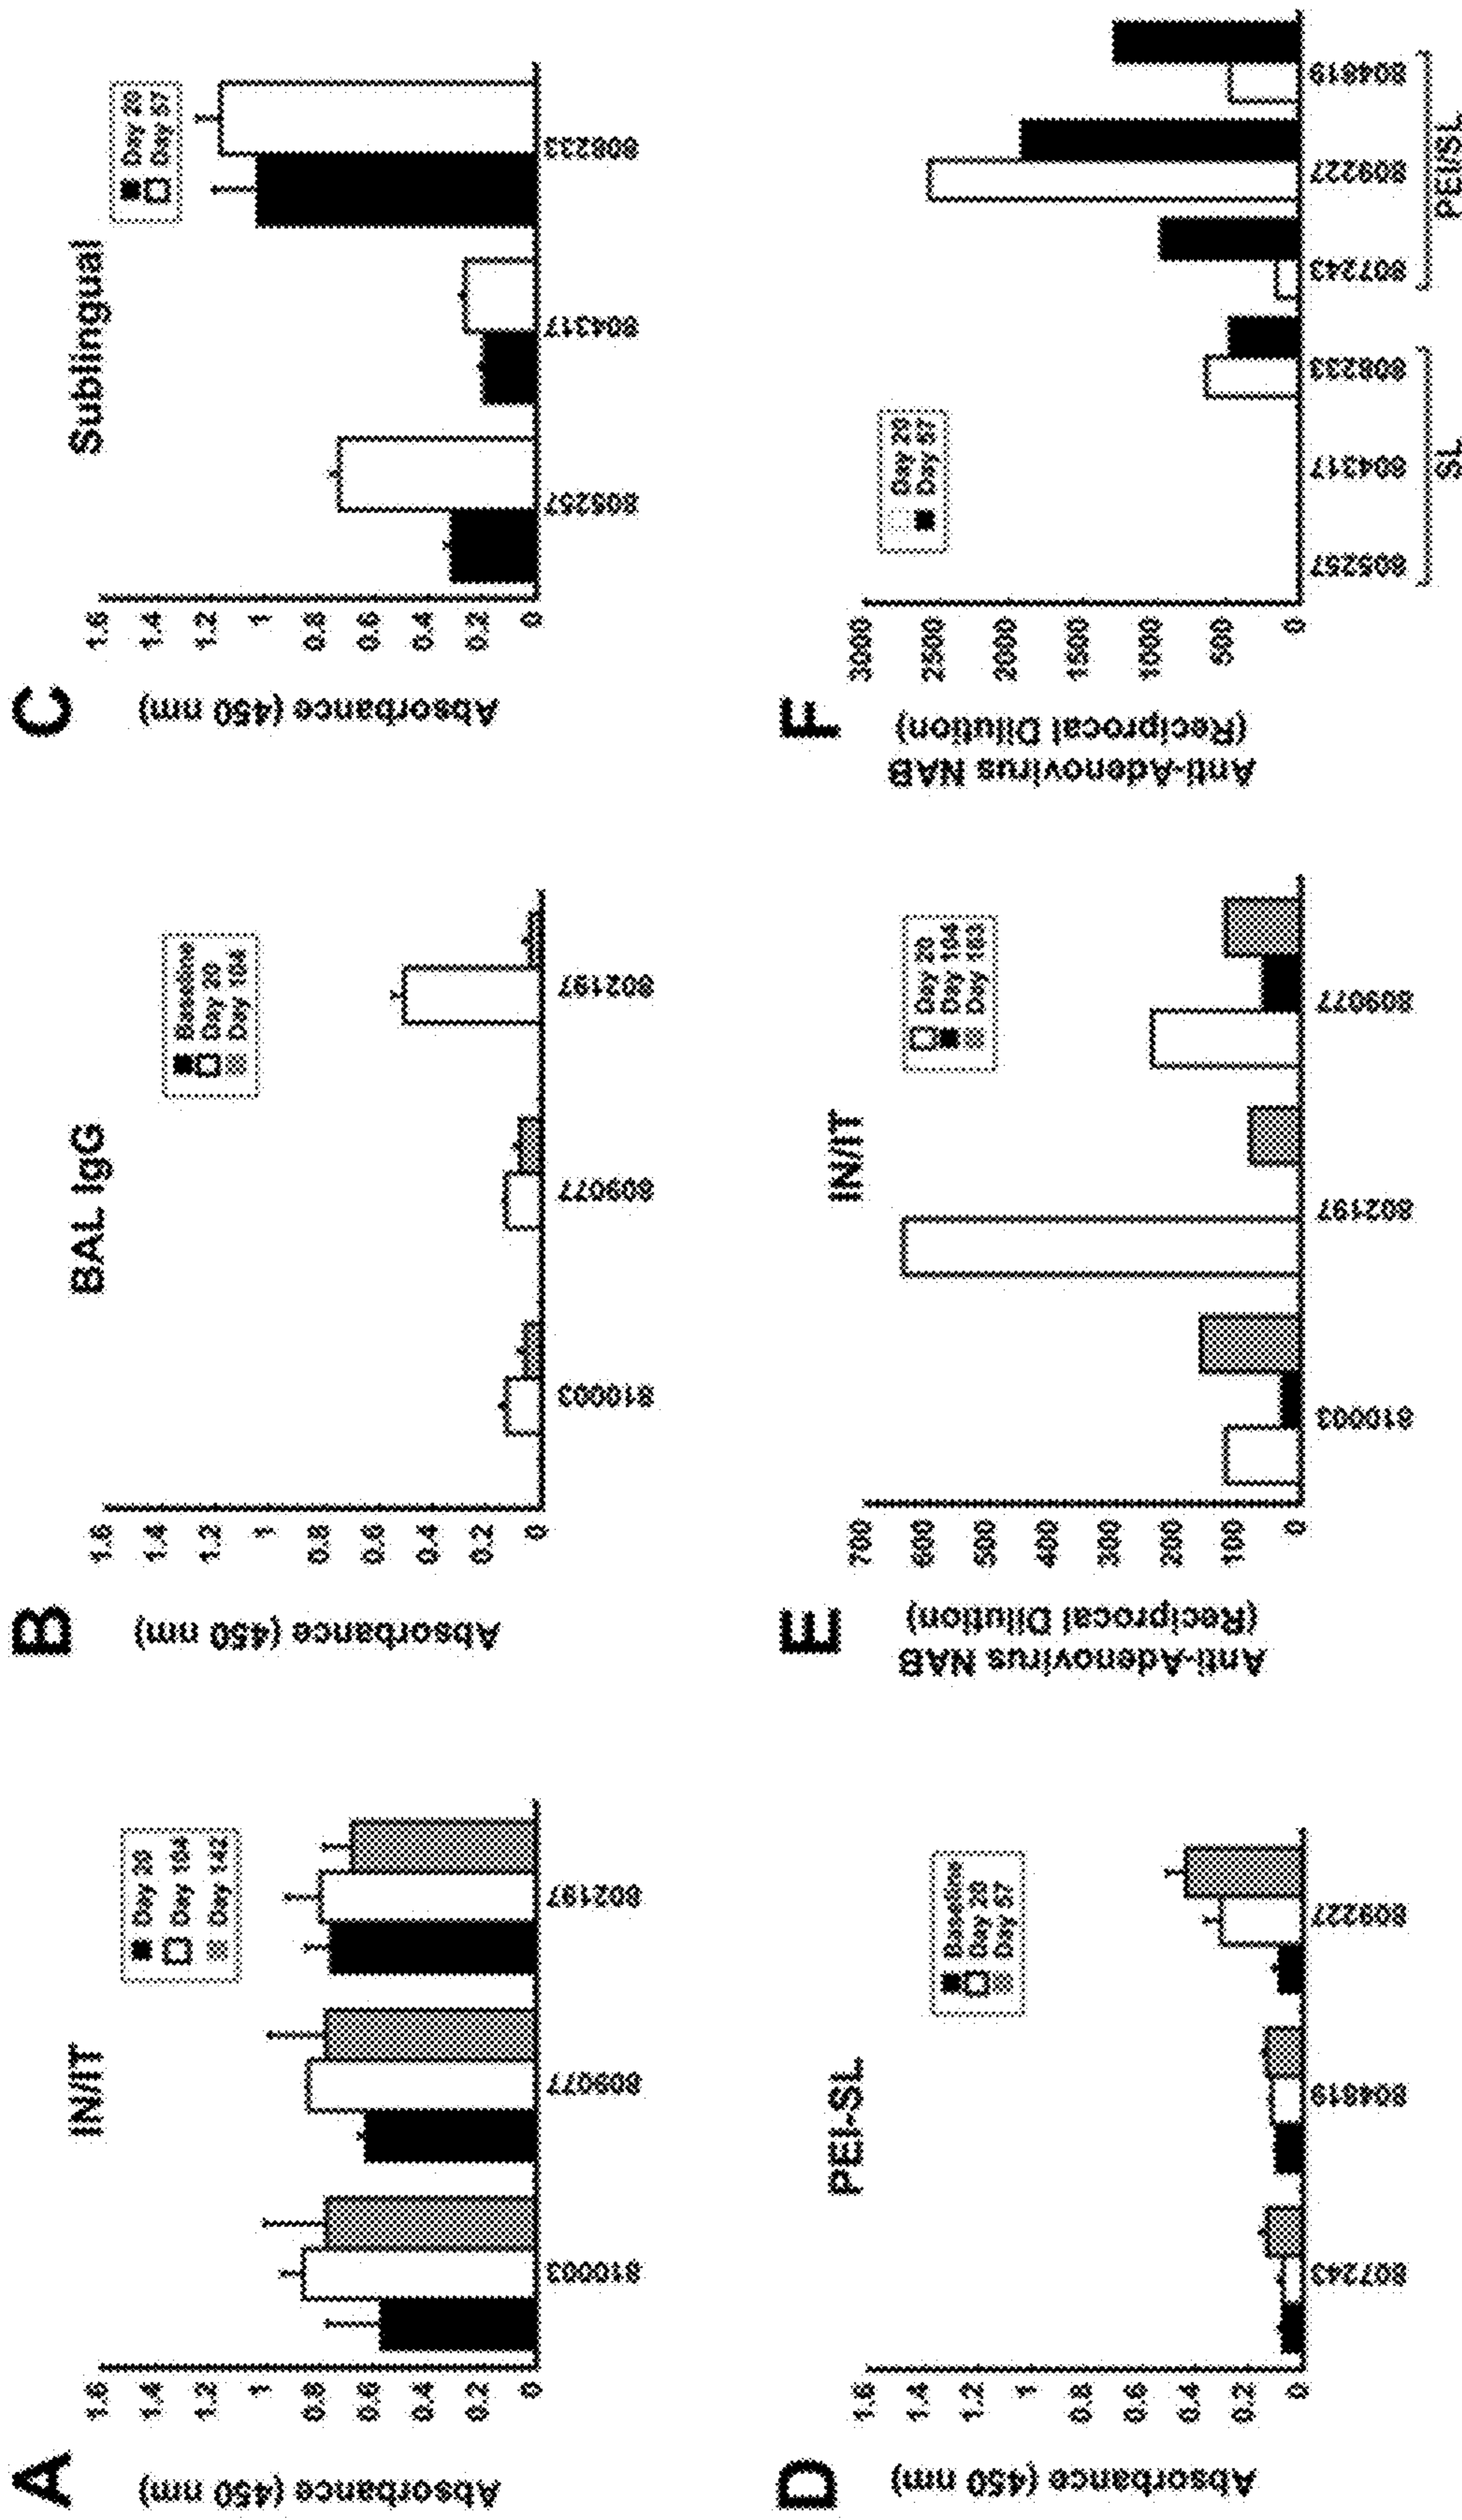 A
IN/IT
Day 20
Day 104
Day 142
Absorbance (450 nm)
1.6
1.4
1.2
1
0.8
0.6
0.4
0.2
0
810003
809077
802197
B
BAL IgG
Baseline
Day 20
Day 104
Absorbance (450 nm)
1.6
1.4
1.2
1
0.8
0.6
0.4
0.2
0
810003
809077
802197
C
Sublingual
Day
Day 57
Absorbance (450 nm)
1.6
1.4
1.2
1
0.8
0.6
0.4
0.2
0
805257
804317
808233
D
PEI-SL
Baseline
Day
Day 57
Absorbance (450 nm)
1.6
1.4
1.2
1
0.8
0.6
0.4
0.2
0
807243
804819
809227
E
IN/IT
Day 20
Day 104
Day
Anti-Adenovirus NAB
(Reciprocal Dilution)
700
600
500
400
300
200
100
0
810003
802197
809077
F
Day
Day 57
Anti-Adenovirus NAB
(Reciprocal Dilution)
3000
2500
2000
1500
1000
500
0
805257
804317
808233
807243
809227
804819
SL
PEI/SL